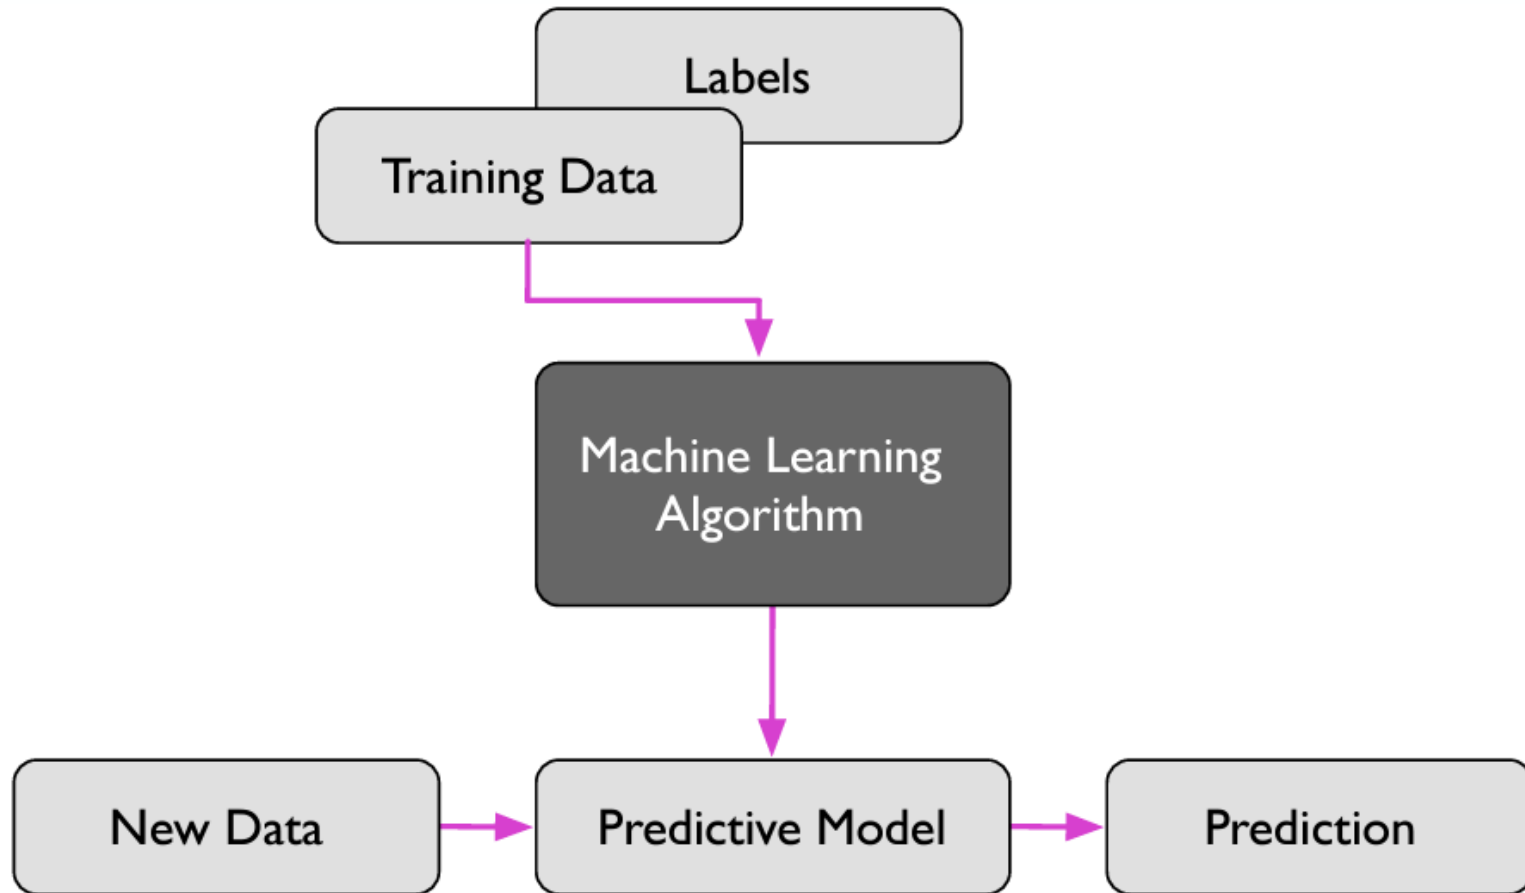 Labels
Training Data
Machine Learning
Algorithm
New Data
Predictive Model
Prediction